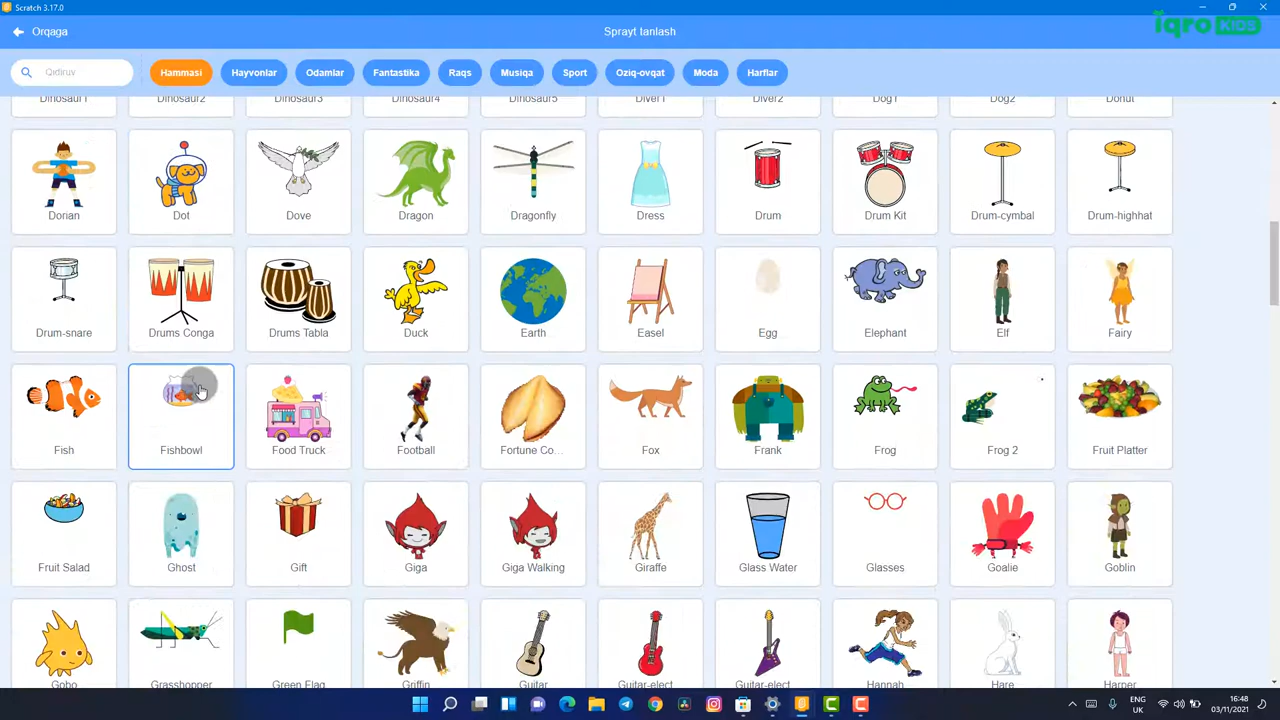 Scratch 3.17.0
Orqaga
Sprayt tanlash
iqro KIDS
Qidiruv
Hammasi
Hayvonlar
Odamlar
Fantastika
Raqs
Musiqa
Sport
Oziq-ovqat
Moda
Harflar
Dinosaur1
Dinosaur2
Dinosaur3
Dinosaur4
Dinosaur5
Diver1
Diver2
Dog1
Dog2
Donut
Dorian
Dot
Dove
Dragon
Dragonfly
Dress
Drum
Drum Kit
Drum-cymbal
Drum-highhat
Drum-snare
Drums Conga
Drums Tabla
Duck
Earth
Easel
Egg
Elephant
Elf
Fairy
Fish
Fishbowl
Food Truck
Football
Fortune Co...
Fox
Frank
Frog
Frog 2
Fruit Platter
Fruit Salad
Ghost
Gift
Giga
Giga Walking
Giraffe
Glass Water
Glasses
Goalie
Goblin
Gobo
Grasshopper
Green Flag
Griffin
Guitar
Guitar-elect
Guitar-elect
Hannah
Hare
Harper
ENG
UK
16:48
03/11/2021